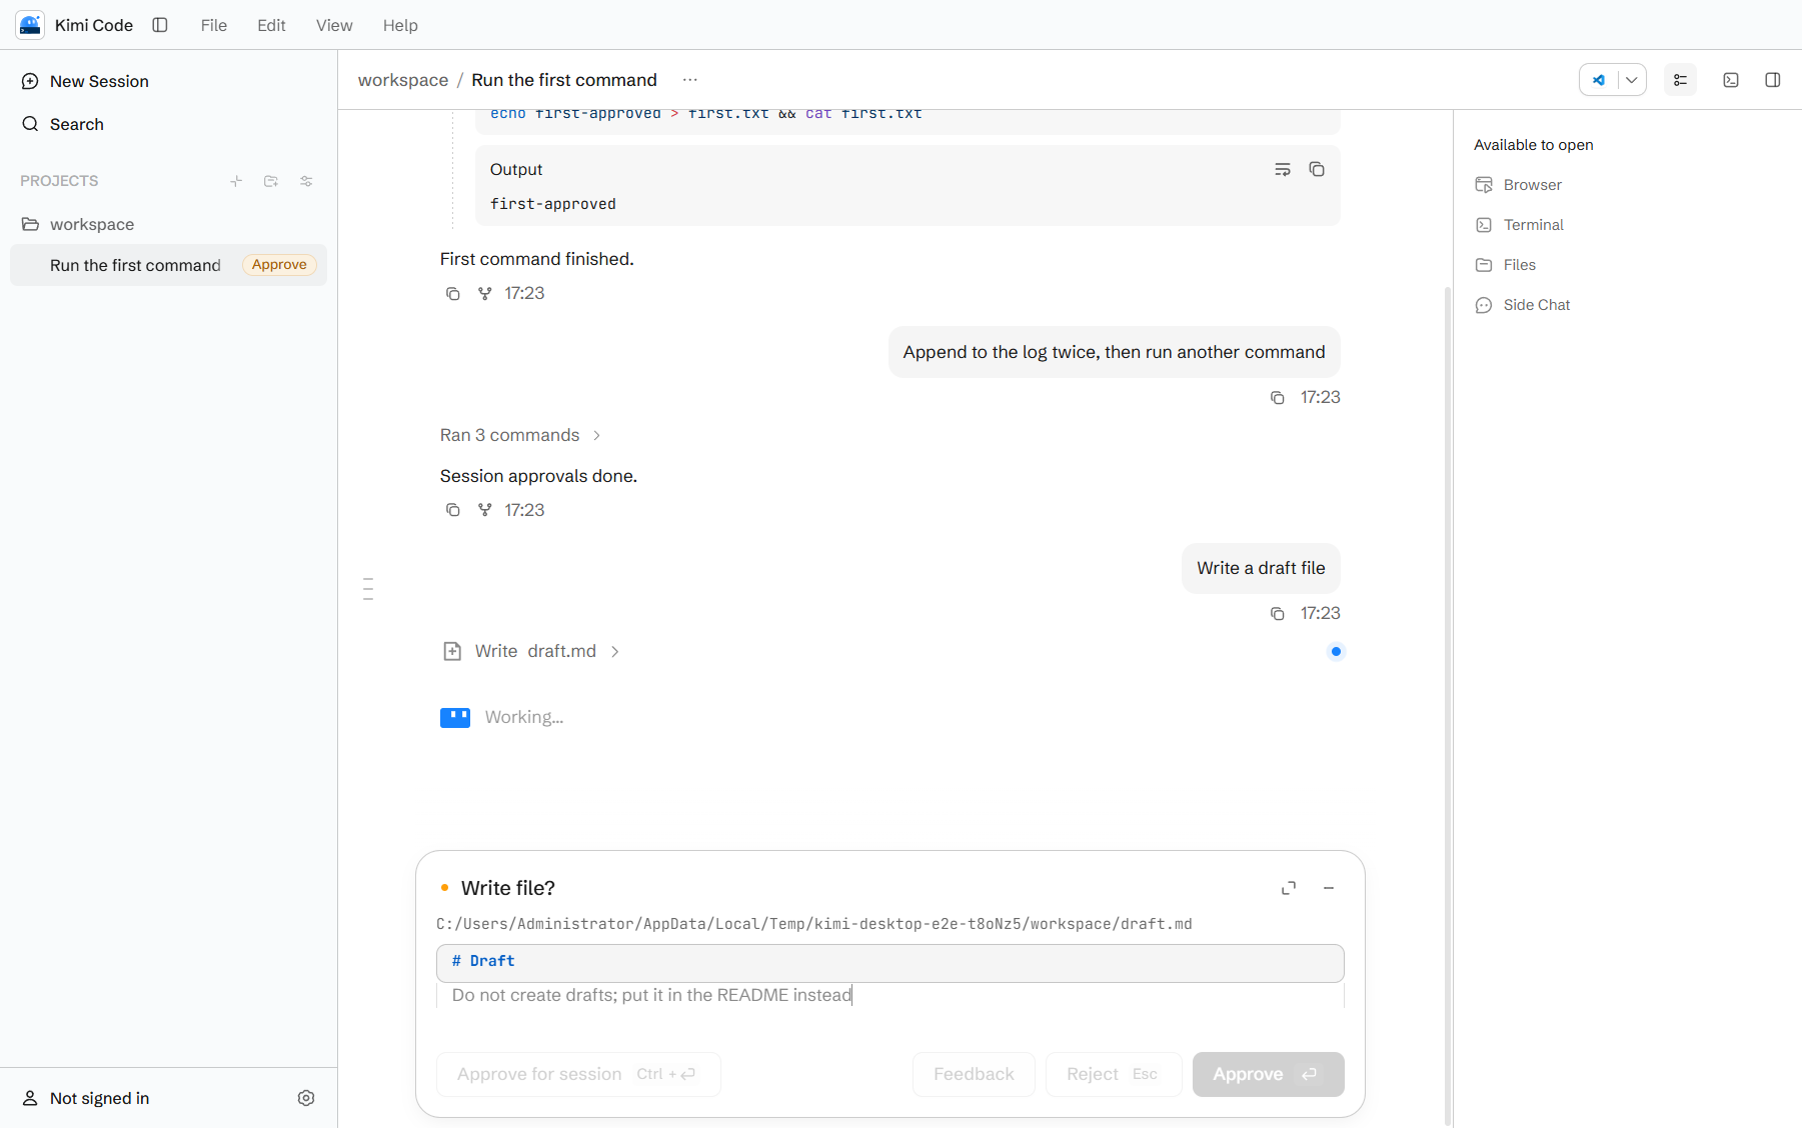 Kimi Code
File
Edit
View
Help
New Session
Search
PROJECTS
workspace
Run the first command
Approve
Not signed in
workspace / Run the first command
echo first-approved > first.txt && cat first.txt
Output
first-approved
First command finished.
17:23
Append to the log twice, then run another command
17:23
Ran 3 commands
Session approvals done.
17:23
Write a draft file
17:23
Write draft.md
Working...
Write file?
C:/Users/Administrator/AppData/Local/Temp/kimi-desktop-e2e-t8oNz5/workspace/draft.md
# Draft
Do not create drafts; put it in the README instead
Approve for session Ctrl +
Feedback
Reject Esc
Approve
Available to open
Browser
Terminal
Files
Side Chat